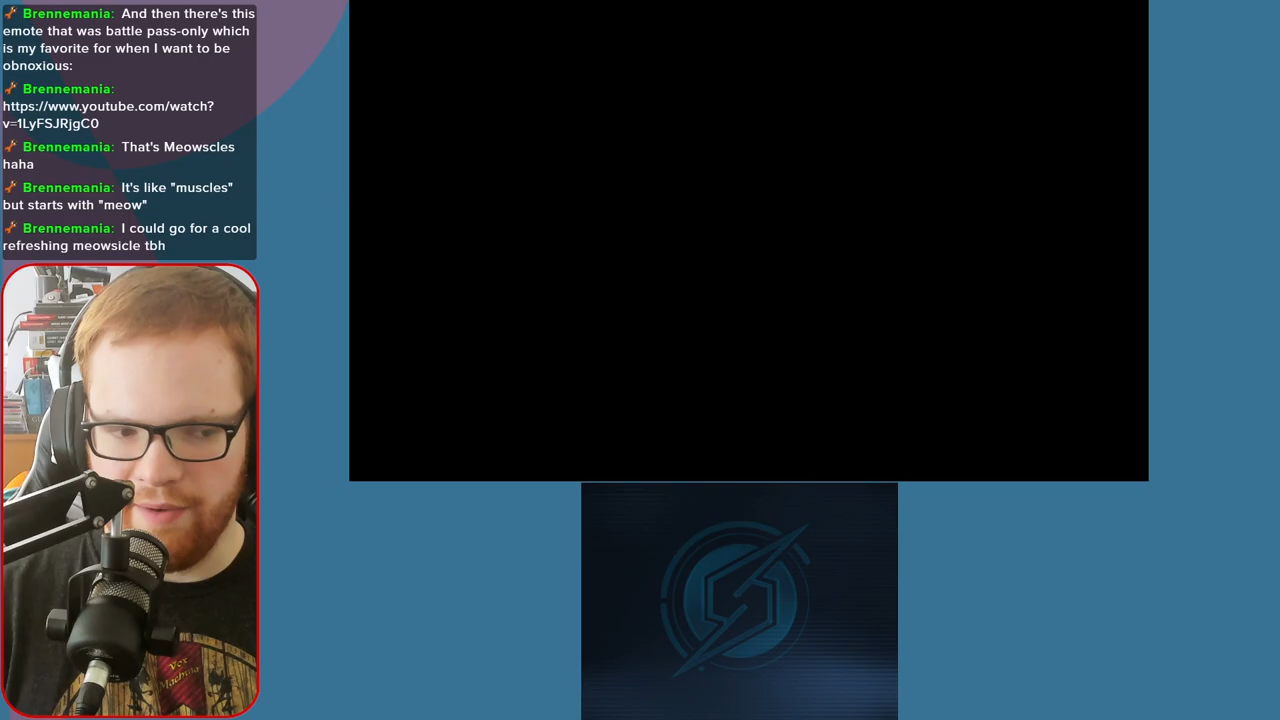 Brennemania: And then there's this
emote that was battle pass-only which
is my favorite for when I want to be
obnoxious:
Brennemania:
https://www.youtube.com/watch?
v=1LyFSJRjgC0
Brennemania: That's Meowscles
haha
Brennemania: It's like "muscles"
but starts with "meow"
Brennemania: I could go for a cool
refreshing meowsicle tbh
Vox
Machina